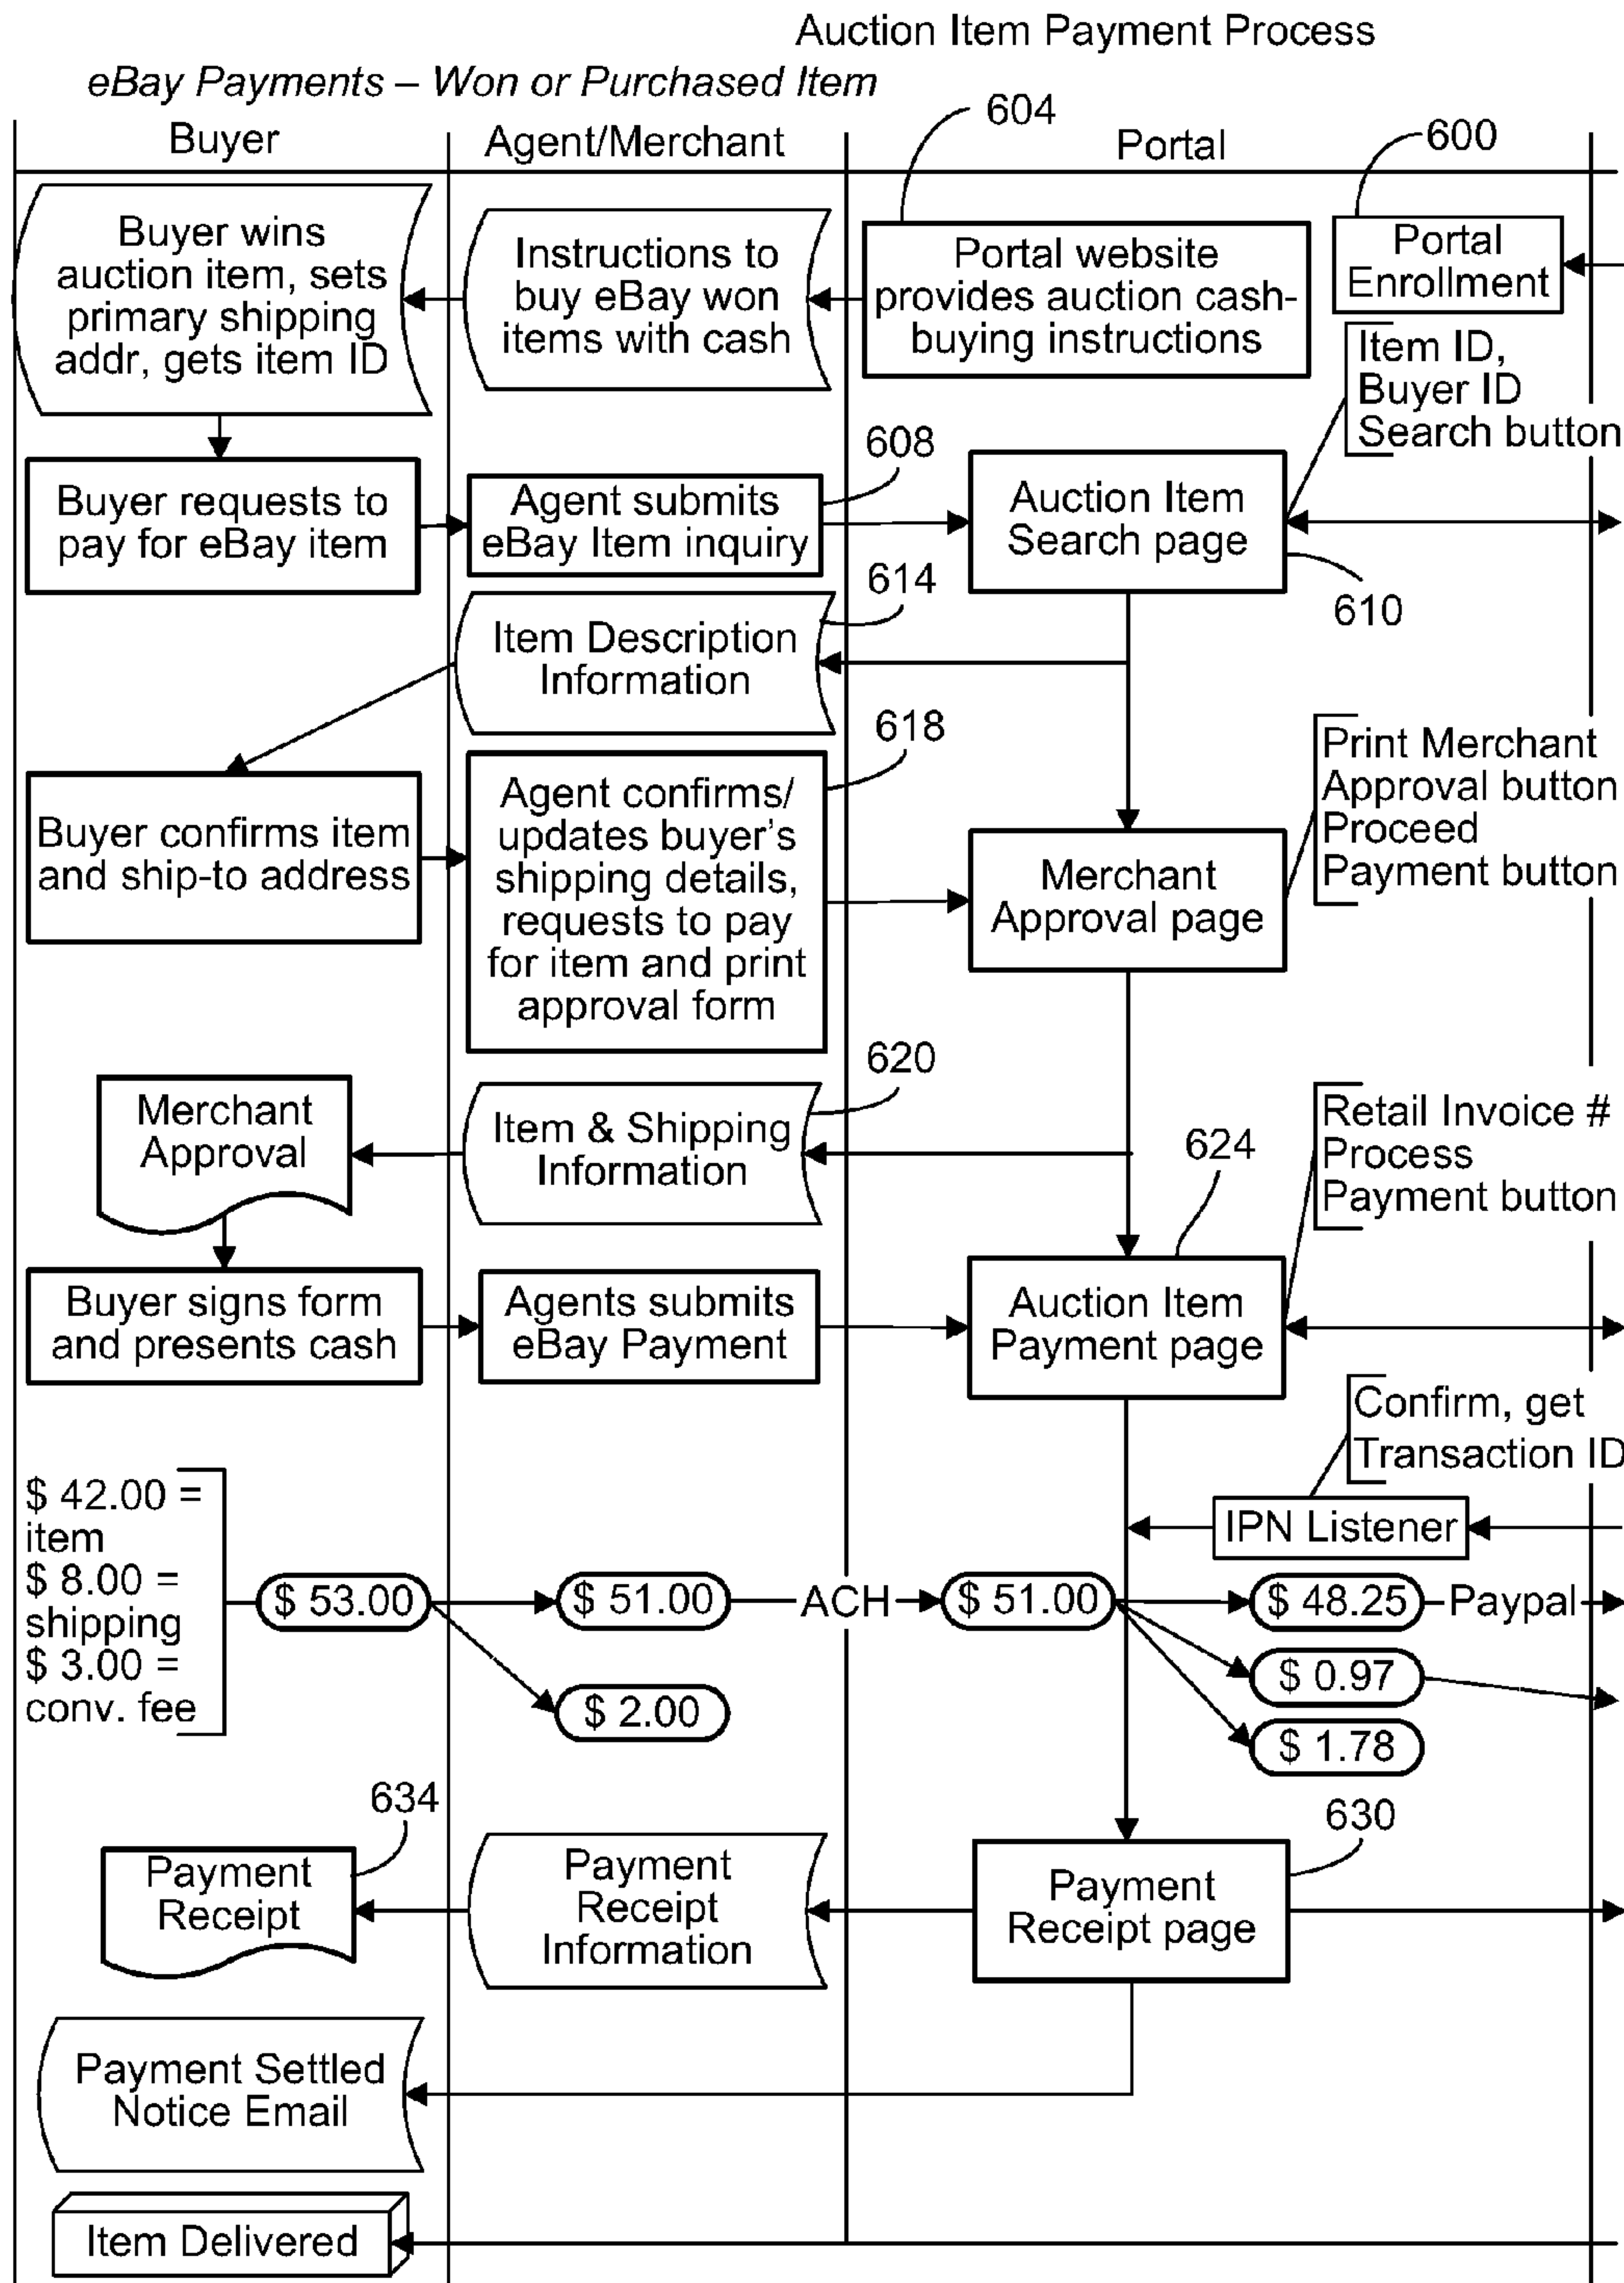 Auction Item Payment Process
eBay Payments – Won or Purchased Item
Buyer
Agent/Merchant
Portal
604
600
Buyer wins
auction item, sets
primary shipping
addr, gets item ID
Instructions to
buy eBay won
items with cash
Portal website
provides auction cash-
buying instructions
Portal
Enrollment
Item ID,
Buyer ID
Search button
Buyer requests to
pay for eBay item
Agent submits
eBay Item inquiry
608
Auction Item
Search page
610
614
Item Description
Information
618
Buyer confirms item
and ship-to address
Agent confirms/
updates buyer's
shipping details,
requests to pay
for item and print
approval form
Merchant
Approval page
Print Merchant
Approval button
Proceed
Payment button
Merchant
Approval
Item & Shipping
Information
620
624
Retail Invoice #
Process
Payment button
Buyer signs form
and presents cash
Agents submits
eBay Payment
Auction Item
Payment page
Confirm, get
Transaction ID
IPN Listener
$ 42.00 =
item
$ 8.00 =
shipping
$ 3.00 =
conv. fee
$ 53.00
$ 51.00
ACH
$ 51.00
$ 48.25
Paypal
$ 0.97
$ 2.00
$ 1.78
634
630
Payment
Receipt
Payment
Receipt
Information
Payment
Receipt page
Payment Settled
Notice Email
Item Delivered